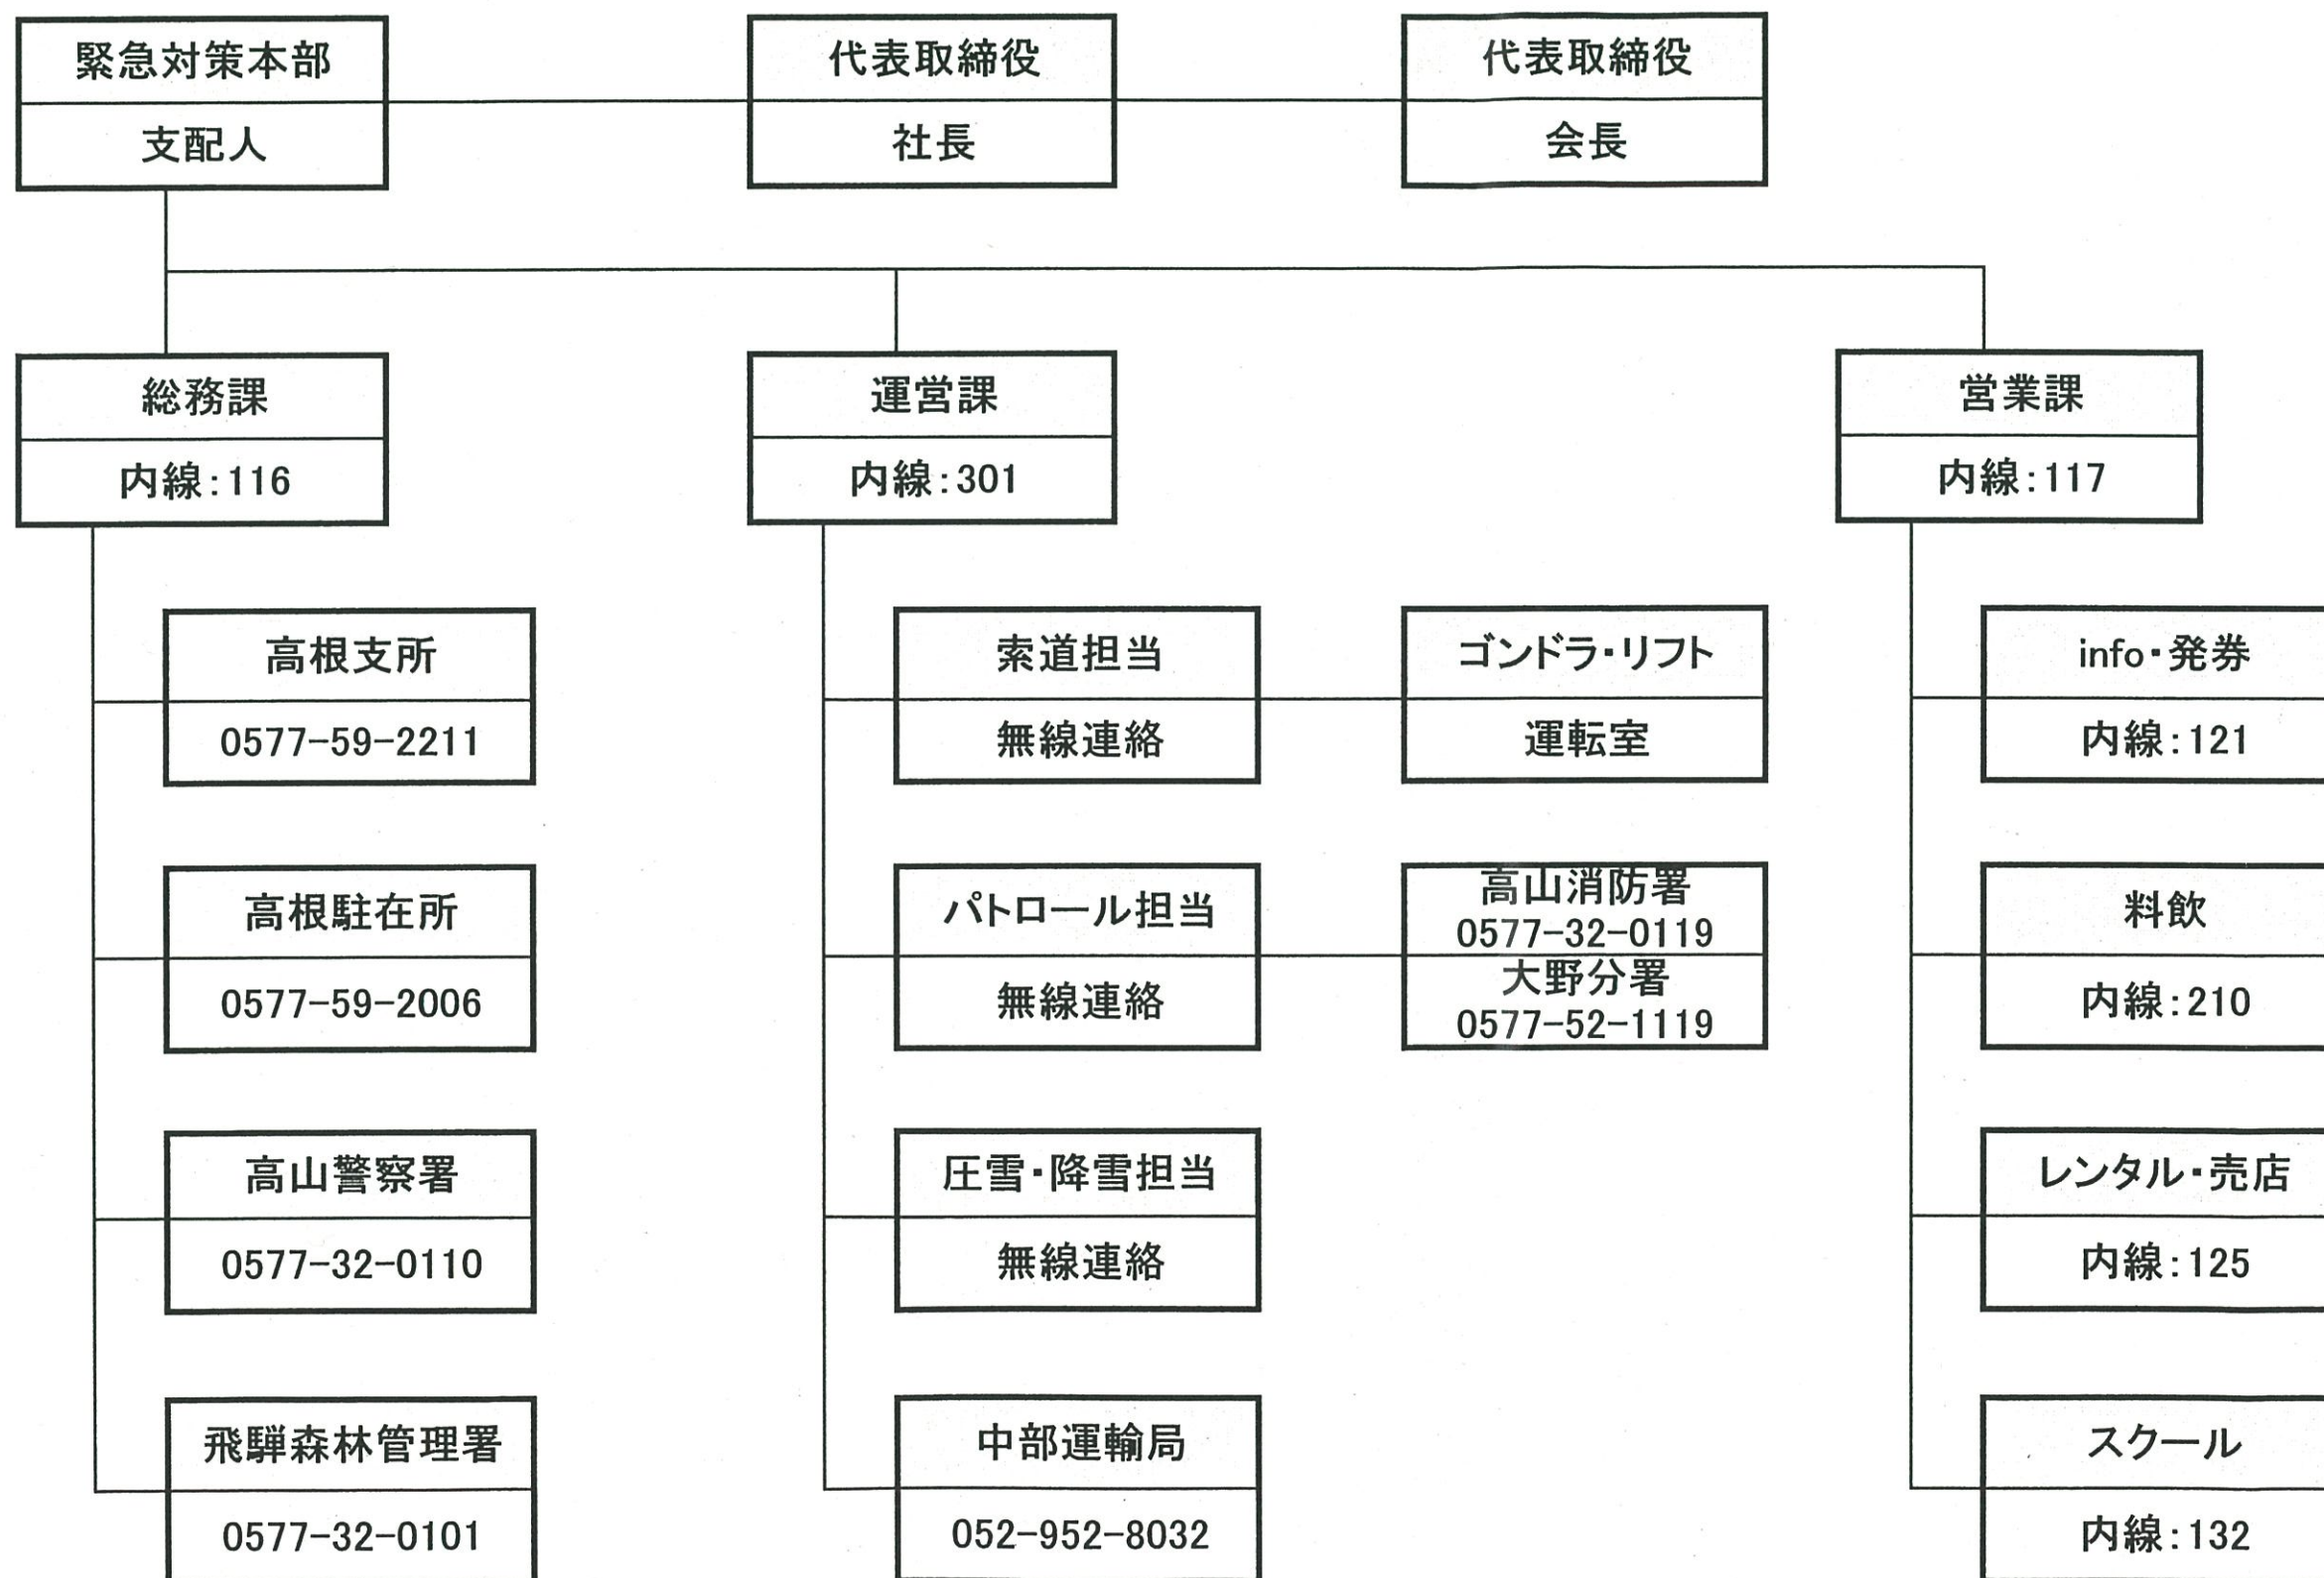 緊急対策本部
支配人
代表取締役
社長
代表取締役
会長
総務課
内線:116
運営課
内線:301
営業課
内線:117
高根支所
0577-59-2211
高根駐在所
0577-59-2006
高山警察署
0577-32-0110
飛騨森林管理署
0577-32-0101
索道担当
無線連絡
ゴンドラ・リフト
運転室
パトロール担当
無線連絡
高山消防署
0577-32-0119
大野分署
0577-52-1119
圧雪・降雪担当
無線連絡
中部運輸局
052-952-8032
info・発券
内線:121
料飲
内線:210
レンタル・売店
内線:125
スクール
内線:132